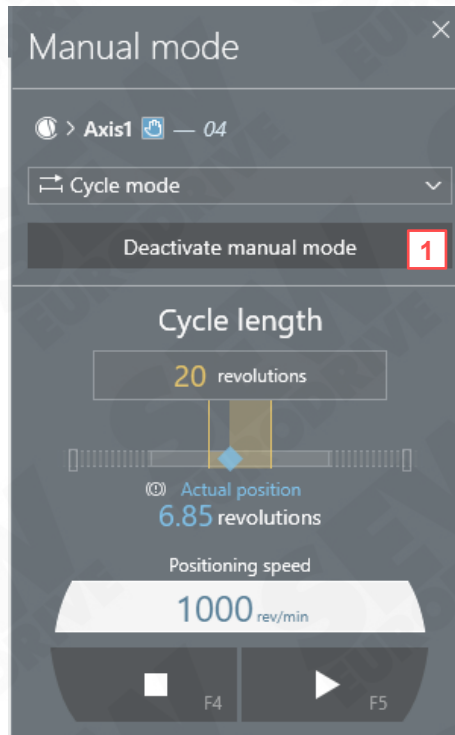 Manual mode
> Axis1 — 04
Cycle mode
Deactivate manual mode
1
Cycle length
20 revolutions
Actual position
6.85 revolutions
Positioning speed
1000 rev/min
F4
F5